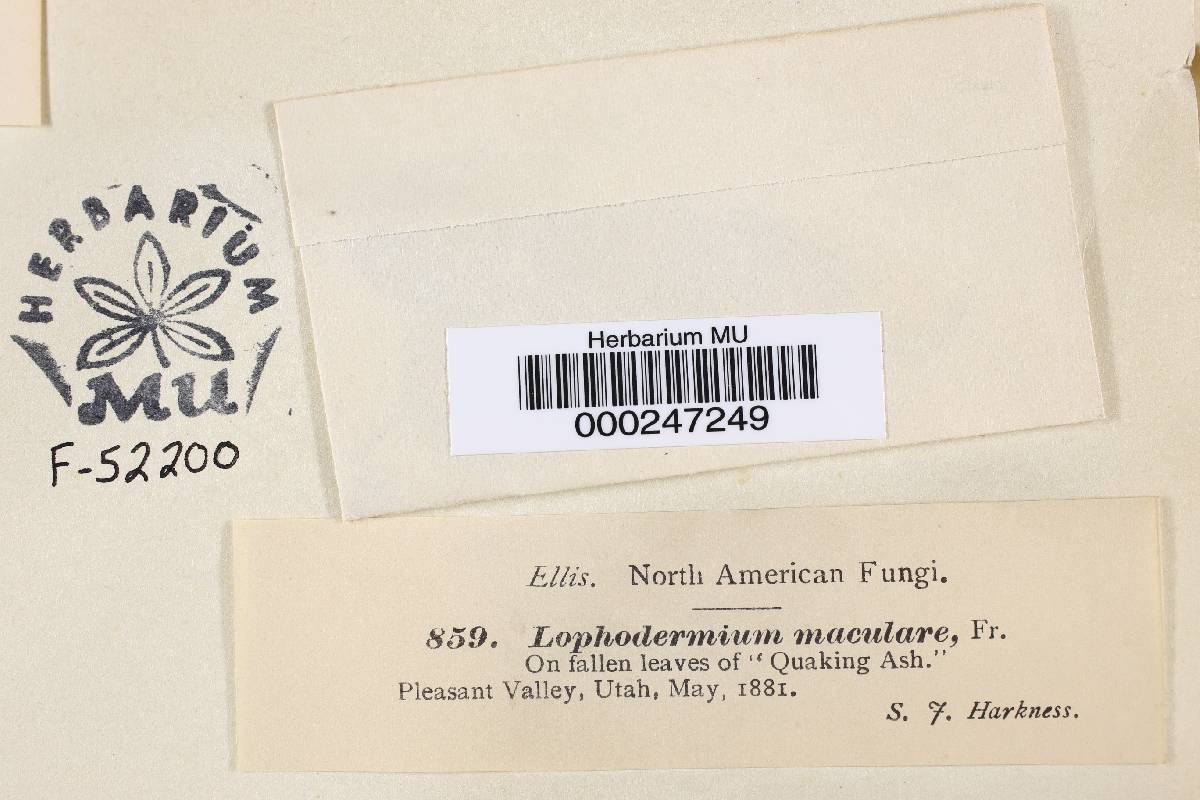 HERBARIUM
MU
F-52200
Herbarium MU
000247249
Ellis. North American Fungi.
859. Lophodermium maculare, Fr.
On fallen leaves of "Quaking Ash."
Pleasant Valley, Utah, May, 1881.
S. J. Harkness.